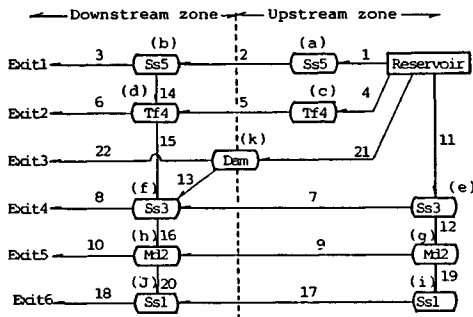 Downstream zone Upstream zone
(b) (a)
Exit1 3 Ss5 2 Ss5 1 Reservoir
(d) 14 (c) 4
Exit2 6 Tf4 5 Tf4
15 (k) 11
Exit3 22 Dam 21
(f) 13 (e)
Exit4 8 Ss3 7 Ss3
(h) 16 (g) 12
Exit5 10 Md2 9 Md2
(J) 20 (i) 19
Exit6 18 Ss1 17 Ss1